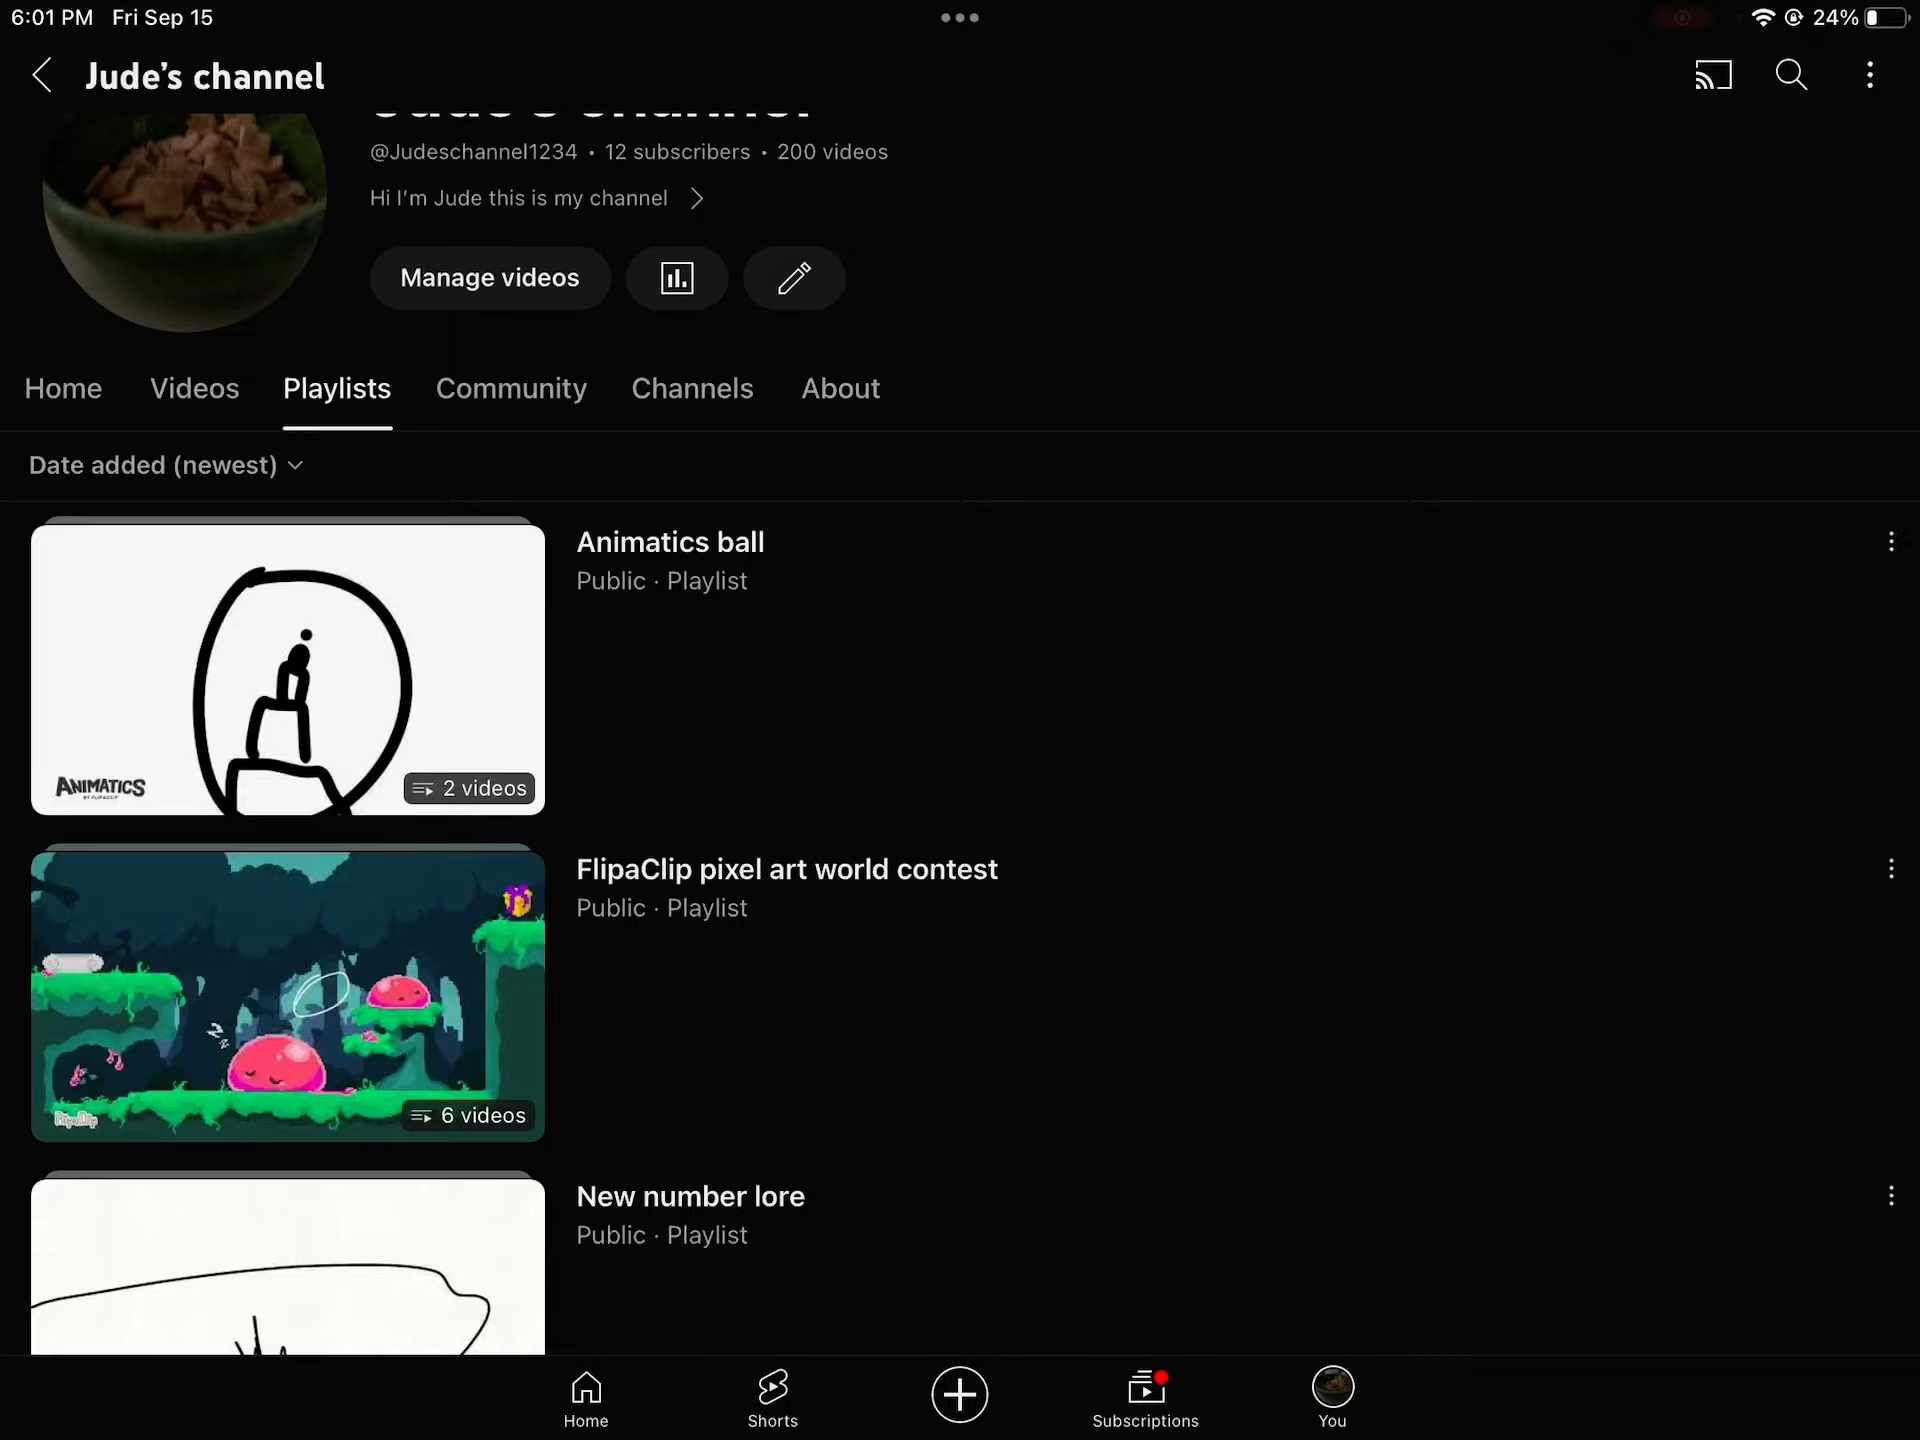 6:01 PM Fri Sep 15
24%
Jude's channel
@Judeschannel1234 • 12 subscribers • 200 videos
Hi I'm Jude this is my channel
Manage videos
Home Videos Playlists Community Channels About
Date added (newest)
Animatics ball
Public · Playlist
ANIMATICS
2 videos
FlipaClip pixel art world contest
Public · Playlist
z z
FlipaClip
6 videos
New number lore
Public · Playlist
Home Shorts Subscriptions You